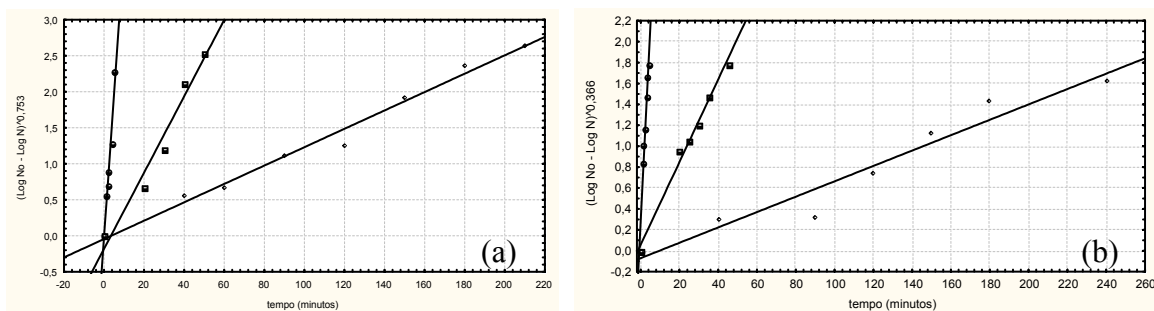 (Log No - Log N)^0,753
3,0
2,5
2,0
1,5
1,0
0,5
0,0
-0,5
-20 0 20 40 60 80 100 120 140 160 180 200 220
tempo (minutos)
(a)
(Log No - Log N)^0,366
2,2
2,0
1,8
1,6
1,4
1,2
1,0
0,8
0,6
0,4
0,2
0,0
-0,2
0 20 40 60 80 100 120 140 160 180 200 220 240 260
tempo (minutos)
(b)